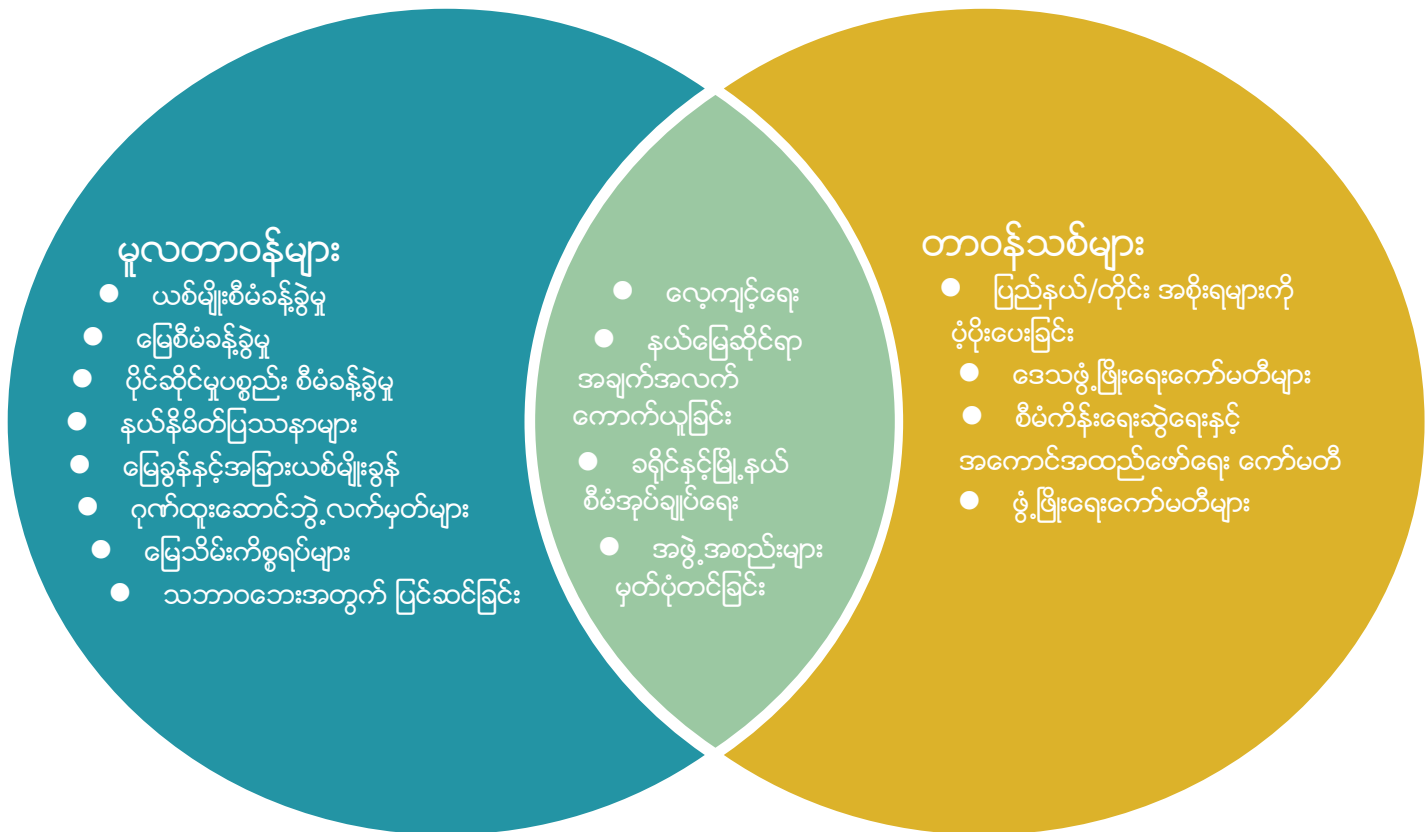 မူလတာဝန်များ
● ယစ်မျိုးစီမံခန့်ခွဲမှု
● မြေစီမံခန့်ခွဲမှု
● ပိုင်ဆိုင်မှုပစ္စည်း စီမံခန့်ခွဲမှု
● နယ်နိမိတ်ပြဿနာများ
● မြေခွန်နှင့်အခြားယစ်မျိုးခွန်
● ဂုဏ်ထူးဆောင်ဘွဲ့လက်မှတ်များ
● မြေသိမ်းကိစ္စရပ်များ
● သဘာဝဘေးအတွက် ပြင်ဆင်ခြင်း
● လေ့ကျင့်ရေး
● နယ်မြေဆိုင်ရာ
အချက်အလက်
ကောက်ယူခြင်း
● ခရိုင်နှင့်မြို့နယ်
စီမံအုပ်ချုပ်ရေး
● အဖွဲ့အစည်းများ
မှတ်ပုံတင်ခြင်း
တာဝန်သစ်များ
● ပြည်နယ်/တိုင်း အစိုးရများကို
ပံ့ပိုးပေးခြင်း
● ဒေသဖွံ့ဖြိုးရေးကော်မတီများ
● စီမံကိန်းရေးဆွဲရေးနှင့်
အကောင်အထည်ဖော်ရေး ကော်မတီ
● ဖွံ့ဖြိုးရေးကော်မတီများ